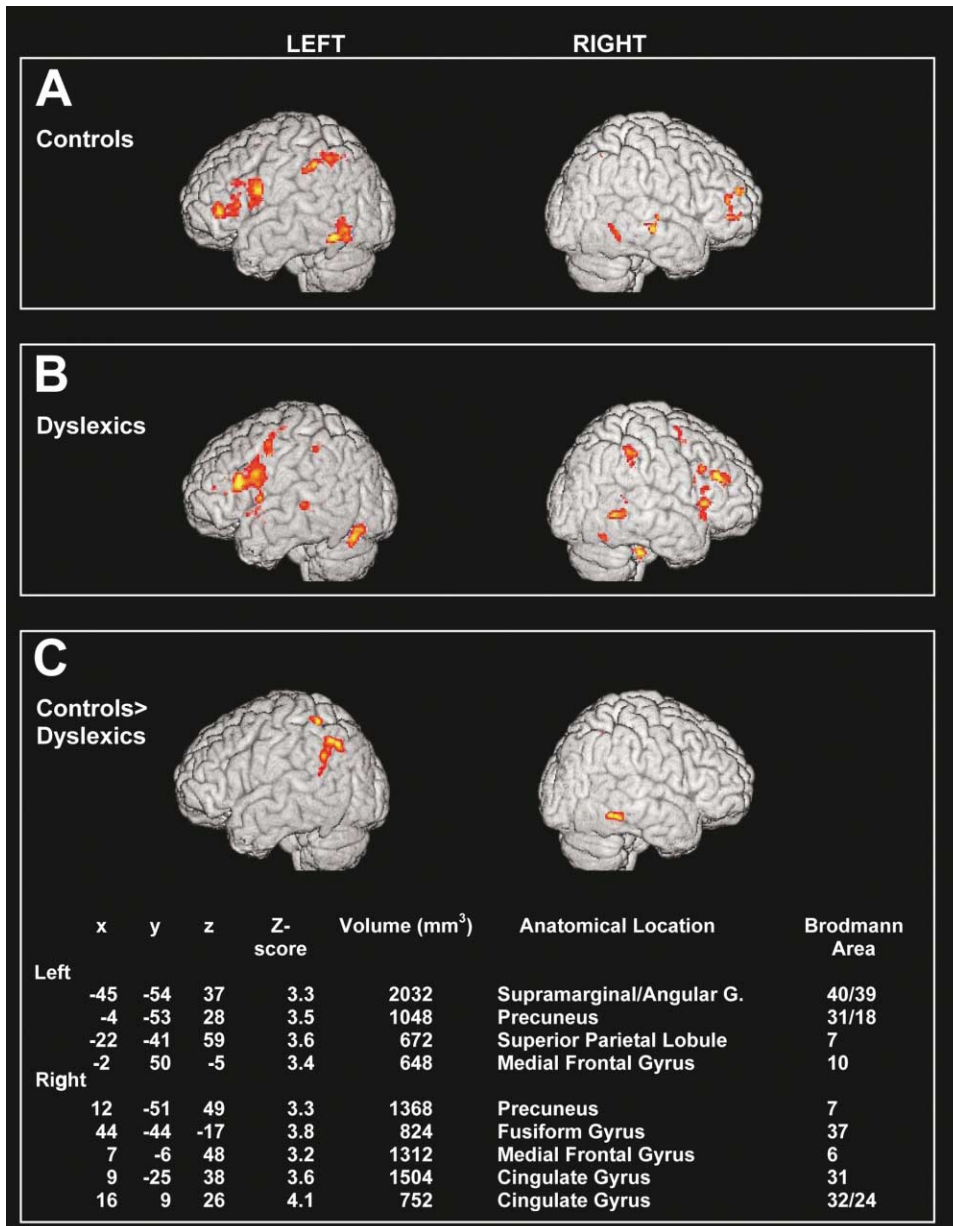 LEFT RIGHT
A
Controls
B
Dyslexics
C
Controls>
Dyslexics
x y z Z-score Volume (mm³) Anatomical Location Brodmann Area
Left
-45 -54 37 3.3 2032 Supramarginal/Angular G. 40/39
-4 -53 28 3.5 1048 Precuneus 31/18
-22 -41 59 3.6 672 Superior Parietal Lobule 7
-2 50 -5 3.4 648 Medial Frontal Gyrus 10
Right
12 -51 49 3.3 1368 Precuneus 7
44 -44 -17 3.8 824 Fusiform Gyrus 37
7 -6 48 3.2 1312 Medial Frontal Gyrus 6
9 -25 38 3.6 1504 Cingulate Gyrus 31
16 9 26 4.1 752 Cingulate Gyrus 32/24